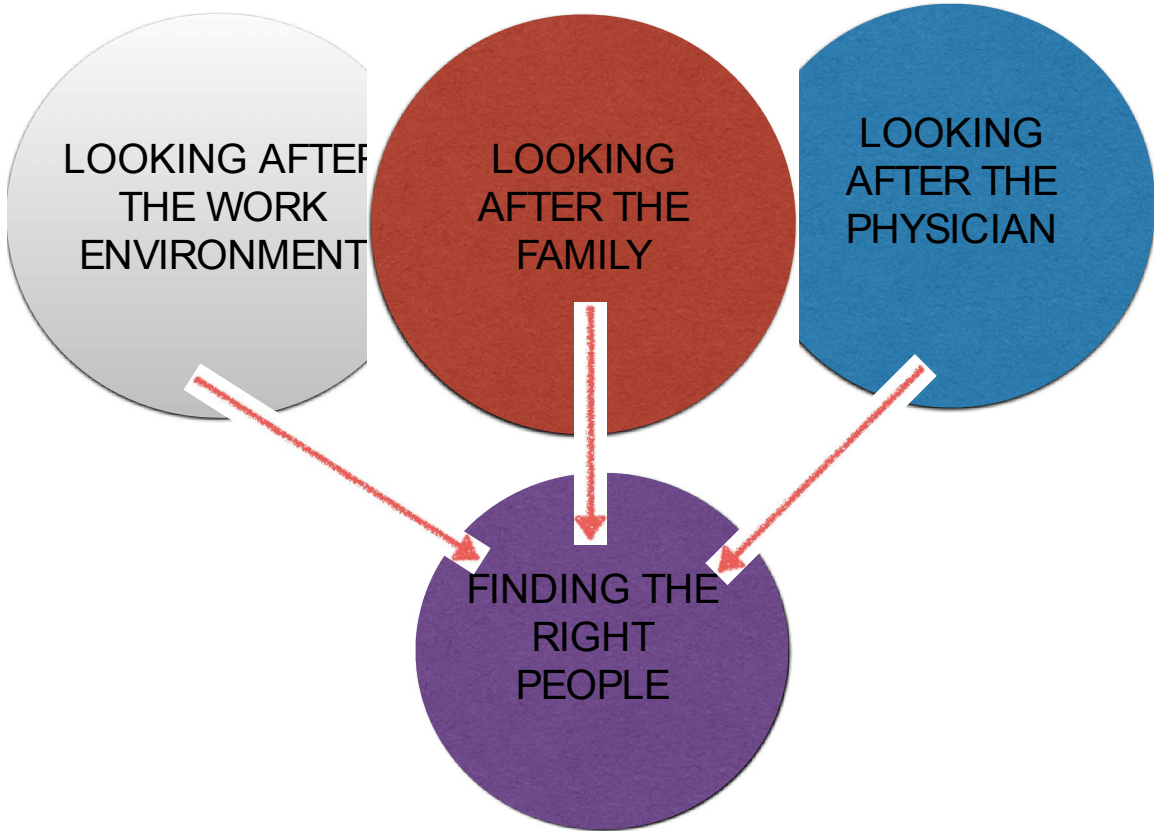 LOOKING AFTER
THE WORK
ENVIRONMENT
LOOKING
AFTER THE
FAMILY
LOOKING
AFTER THE
PHYSICIAN
FINDING THE
RIGHT
PEOPLE